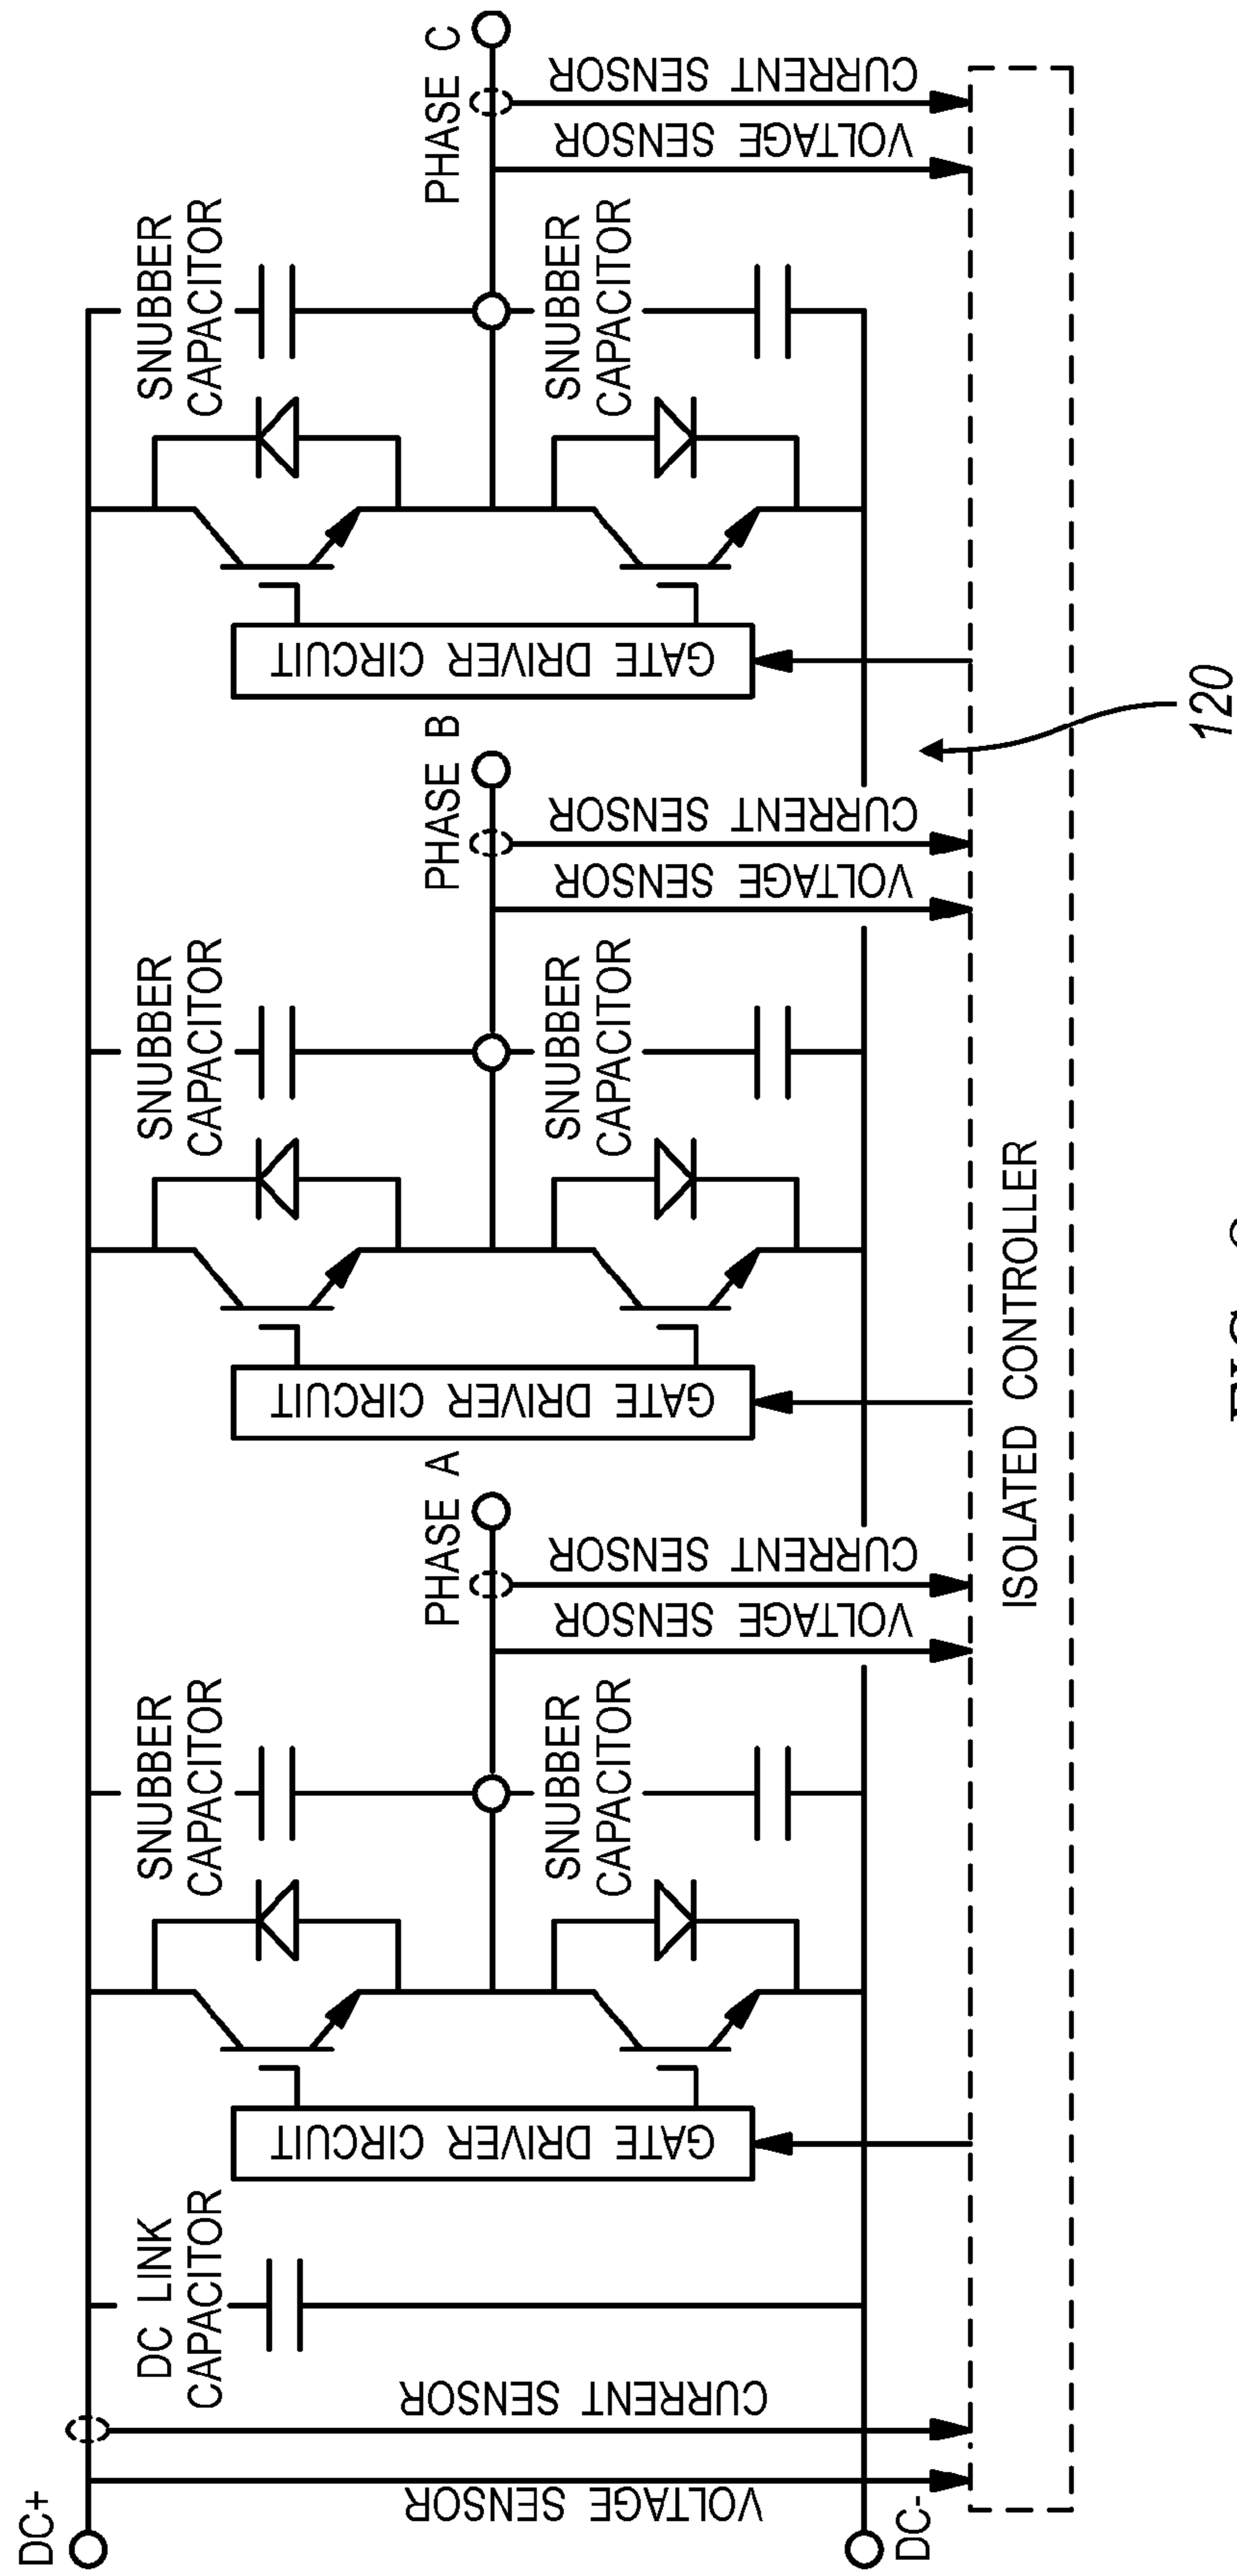 DC+
VOLTAGE SENSOR
CURRENT SENSOR
DC LINK
CAPACITOR
GATE DRIVER CIRCUIT
SNUBBER
CAPACITOR
SNUBBER
CAPACITOR
PHASE A
VOLTAGE SENSOR
CURRENT SENSOR
GATE DRIVER CIRCUIT
SNUBBER
CAPACITOR
SNUBBER
CAPACITOR
PHASE B
VOLTAGE SENSOR
CURRENT SENSOR
GATE DRIVER CIRCUIT
SNUBBER
CAPACITOR
SNUBBER
CAPACITOR
PHASE C
VOLTAGE SENSOR
CURRENT SENSOR
DC-
ISOLATED CONTROLLER
120